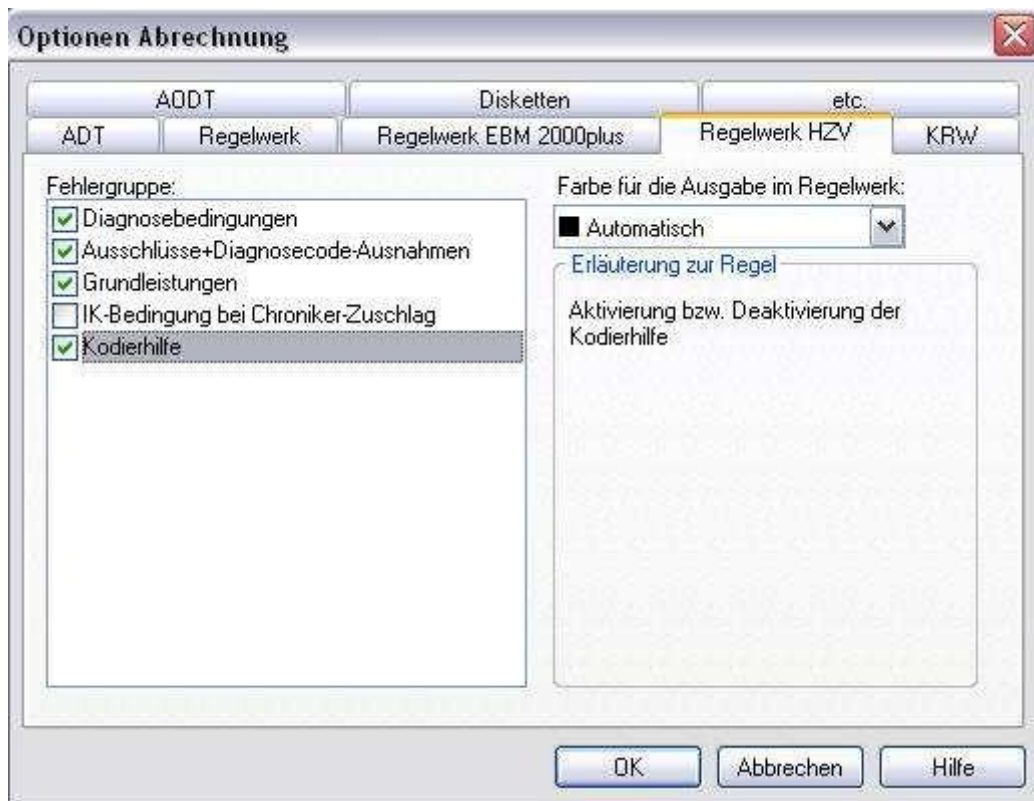 Optionen Abrechnung
AODT Disketten etc.
ADT Regelwerk Regelwerk EBM 2000plus Regelwerk HZV KRW
Fehlergruppe:
Diagnosebedingungen
Ausschlüsse+Diagnosecode-Ausnahmen
Grundleistungen
IK-Bedingung bei Chroniker-Zuschlag
Kodierhilfe
Farbe für die Ausgabe im Regelwerk:
Automatisch
Erläuterung zur Regel
Aktivierung bzw. Deaktivierung der
Kodierhilfe
OK Abbrechen Hilfe